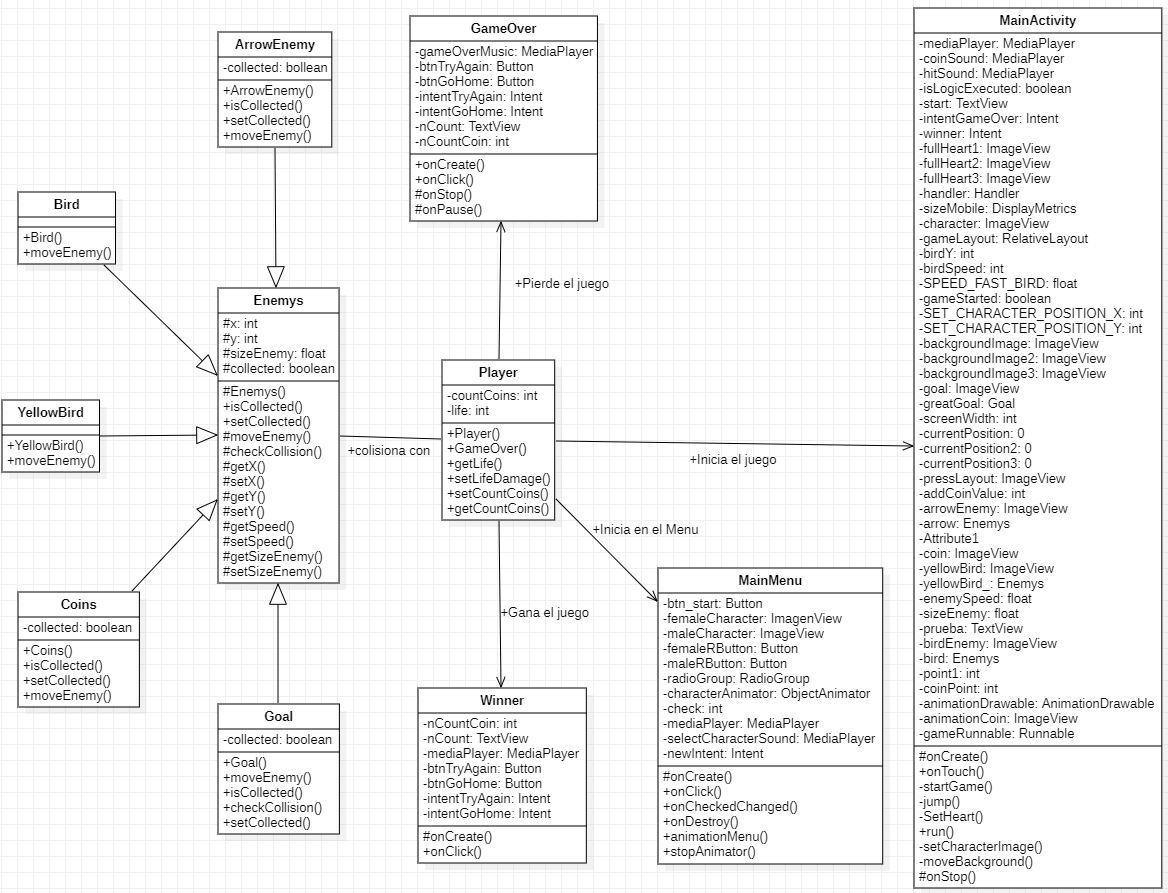 ArrowEnemy
-collected: bollean
+ArrowEnemy()
+isCollected()
+setCollected()
+moveEnemy()
GameOver
-gameOverMusic: MediaPlayer
-btnTryAgain: Button
-btnGoHome: Button
-intentTryAgain: Intent
-intentGoHome: Intent
-nCount: TextView
-nCountCoin: int
+onCreate()
+onClick()
#onStop()
#onPause()
MainActivity
-mediaPlayer: MediaPlayer
-coinSound: MediaPlayer
-hitSound: MediaPlayer
-isLogicExecuted: boolean
-start: TextView
-intentGameOver: Intent
-winner: Intent
-fullHeart1: ImageView
-fullHeart2: ImageView
-fullHeart3: ImageView
-handler: Handler
-sizeMobile: DisplayMetrics
-character: ImageView
-gameLayout: RelativeLayout
-birdY: int
-birdSpeed: int
-SPEED_FAST_BIRD: float
-gameStarted: boolean
-SET_CHARACTER_POSITION_X: int
-SET_CHARACTER_POSITION_Y: int
-backgroundImage: ImageView
-backgroundImage2: ImageView
-backgroundImage3: ImageView
-goal: ImageView
-greatGoal: Goal
-screenWidth: int
-currentPosition: 0
-currentPosition2: 0
-currentPosition3: 0
-pressLayout: ImageView
-addCoinValue: int
-arrowEnemy: ImageView
-arrow: Enemys
-Attribute1
-coin: ImageView
-yellowBird: ImageView
-yellowBird_: Enemys
-enemySpeed: float
-sizeEnemy: float
-prueba: TextView
-birdEnemy: ImageView
-bird: Enemys
-point1: int
-coinPoint: int
-animationDrawable: AnimationDrawable
-animationCoin: ImageView
-gameRunnable: Runnable
#onCreate()
+onTouch()
-startGame()
-jump()
-SetHeart()
+run()
-setCharacterImage()
-moveBackground()
#onStop()
Bird
+Bird()
+moveEnemy()
Enemys
#x: int
#y: int
#sizeEnemy: float
#collected: boolean
#Enemys()
+isCollected()
+setCollected()
#moveEnemy()
#checkCollision()
#getX()
#setX()
#getY()
#setY()
#getSpeed()
#setSpeed()
#getSizeEnemy()
#setSizeEnemy()
+Pierde el juego
Player
-countCoins: int
-life: int
+Player()
+GameOver()
+getLife()
+setLifeDamage()
+setCountCoins()
+getCountCoins()
YellowBird
+YellowBird()
+moveEnemy()
+colisiona con
+Inicia el juego
+Inicia en el Menu
+Gana el juego
Coins
-collected: boolean
+Coins()
+isCollected()
+setCollected()
+moveEnemy()
MainMenu
-btn_start: Button
-femaleCharacter: ImagenView
-maleCharacter: ImageView
-femaleRButton: Button
-maleRButton: Button
-radioGroup: RadioGroup
-characterAnimator: ObjectAnimator
-check: int
-mediaPlayer: MediaPlayer
-selectCharacterSound: MediaPlayer
-newIntent: Intent
#onCreate()
+onClick()
+onCheckedChanged()
+onDestroy()
+animationMenu()
+stopAnimator()
Winner
-nCountCoin: int
-nCount: TextView
-mediaPlayer: MediaPlayer
-btnTryAgain: Button
-btnGoHome: Button
-intentTryAgain: Intent
-intentGoHome: Intent
#onCreate()
+onClick()
Goal
-collected: boolean
+Goal()
+moveEnemy()
+isCollected()
+checkCollision()
+setCollected()